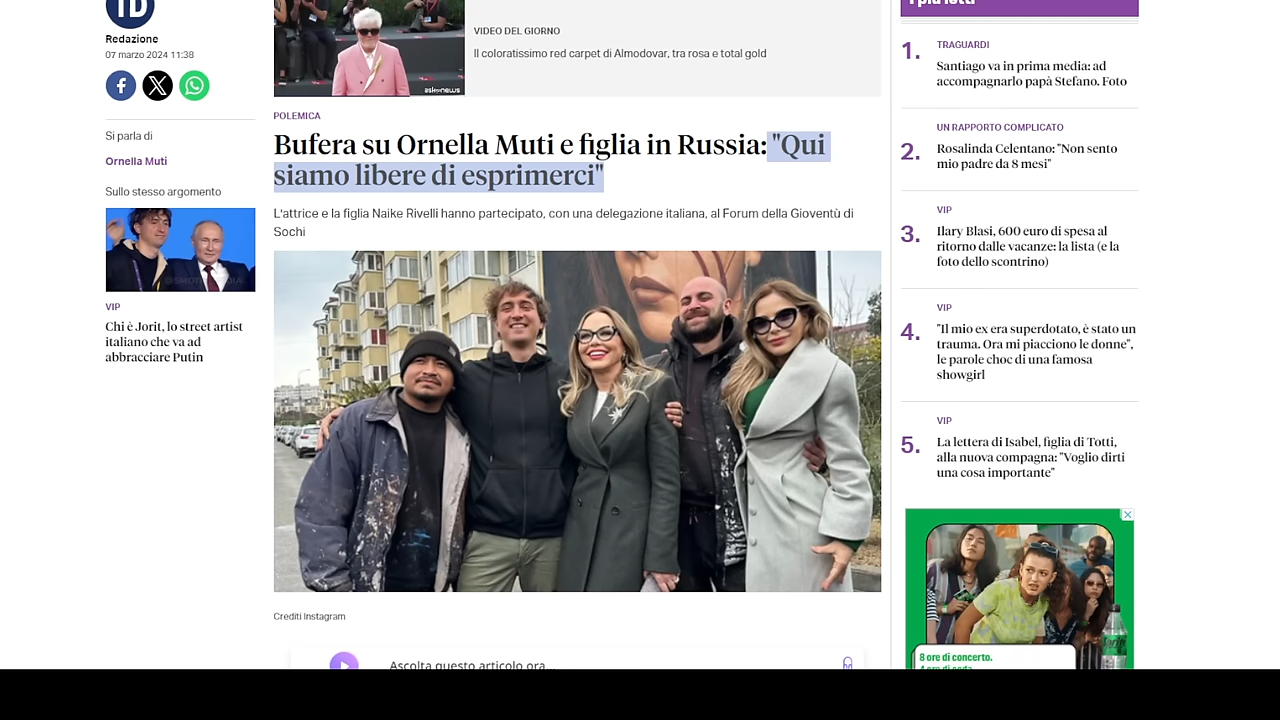 I più letti
TD
Redazione
07 marzo 2024 11:38
Si parla di
Ornella Muti
Sullo stesso argomento
VIP
Chi è Jorit, lo street artist
italiano che va ad
abbracciare Putin
askanews
VIDEO DEL GIORNO
Il coloratissimo red carpet di Almodovar, tra rosa e total gold
POLEMICA
Bufera su Ornella Muti e figlia in Russia: "Qui
siamo libere di esprimerci"
L'attrice e la figlia Naike Rivelli hanno partecipato, con una delegazione italiana, al Forum della Gioventù di
Sochi
Crediti Instagram
Ascolta questo articolo ora...
1.
TRAGUARDI
Santiago va in prima media: ad
accompagnarlo papà Stefano. Foto
2.
UN RAPPORTO COMPLICATO
Rosalinda Celentano: "Non sento
mio padre da 8 mesi"
3.
VIP
Ilary Blasi, 600 euro di spesa al
ritorno dalle vacanze: la lista (e la
foto dello scontrino)
4.
VIP
"Il mio ex era superdotato, è stato un
trauma. Ora mi piacciono le donne",
le parole choc di una famosa
showgirl
5.
VIP
La lettera di Isabel, figlia di Totti,
alla nuova compagna: "Voglio dirti
una cosa importante"
8 ore di concerto.